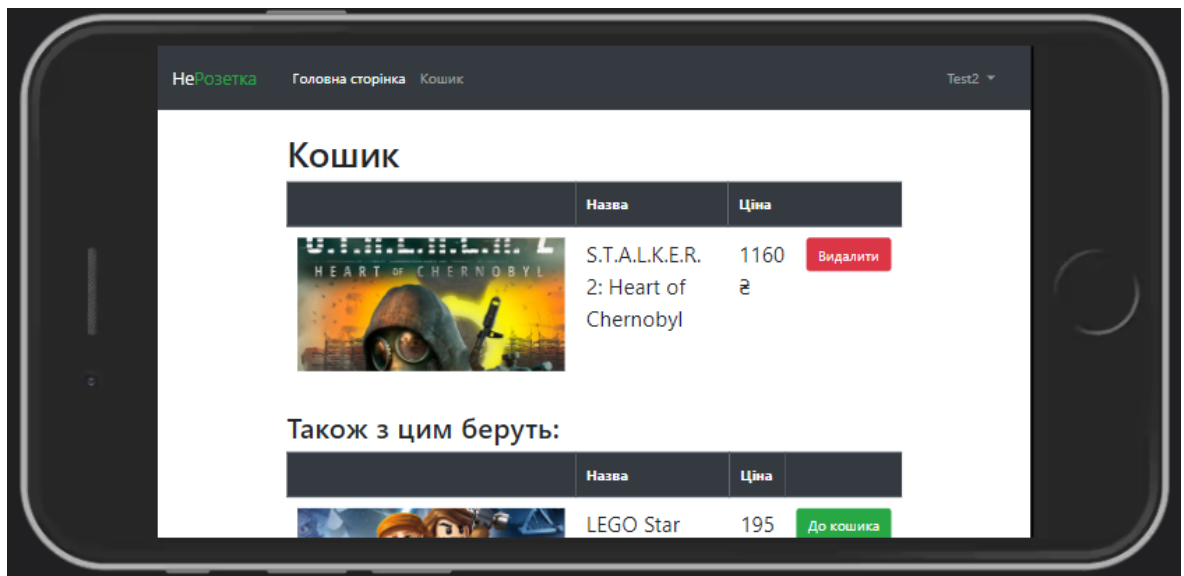 НеРозетка Головна сторінка Кошик Test2
Кошик
Назва Ціна
S.T.A.L.K.E.R. 2
HEART OF CHERNOBYL
S.T.A.L.K.E.R. 1160 Видалити
2: Heart of ₴
Chernobyl
Також з цим беруть:
Назва Ціна
LEGO Star 195 До кошика